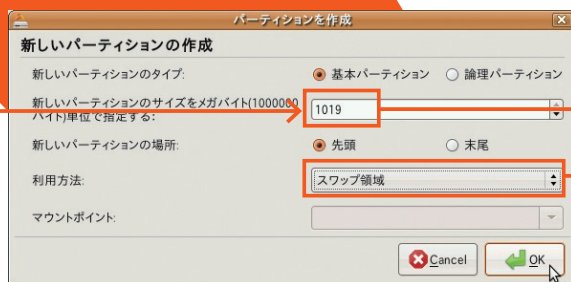 パーティションを作成
新しいパーティションの作成
新しいパーティションのタイプ: 基本パーティション 論理パーティション
新しいパーティションのサイズをメガバイト(1000000
バイト)単位で指定する: 1019
新しいパーティションの場所: 先頭 末尾
利用方法: スワップ領域
マウントポイント:
Cancel OK